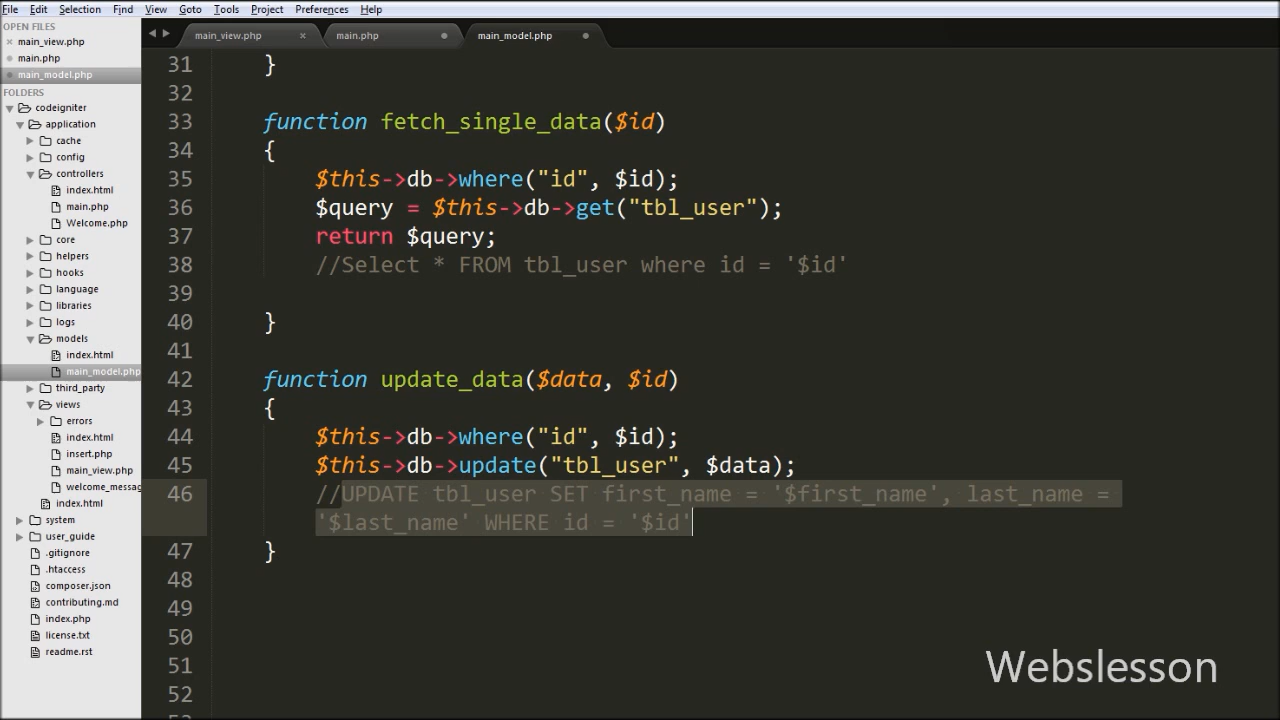 File Edit Selection Find View Goto Tools Project Preferences Help
OPEN FILES
main_view.php
main.php
main_model.php
FOLDERS
codeigniter
application
cache
config
controllers
index.html
main.php
Welcome.php
core
helpers
hooks
language
libraries
logs
models
index.html
main_model.php
third_party
views
errors
index.html
insert.php
main_view.php
welcome_messag
index.html
system
user_guide
.gitignore
.htaccess
composer.json
contributing.md
index.php
license.txt
readme.rst
main_view.php main.php main_model.php
31 }
32
33 function fetch_single_data($id)
34 {
35 $this->db->where("id", $id);
36 $query = $this->db->get("tbl_user");
37 return $query;
38 //Select * FROM tbl_user where id = '$id'
39
40 }
41
42 function update_data($data, $id)
43 {
44 $this->db->where("id", $id);
45 $this->db->update("tbl_user", $data);
46 //UPDATE tbl_user SET first_name = '$first_name', last_name =
'$last_name' WHERE id = '$id'
47 }
48
49
50
51
52
Webslesson